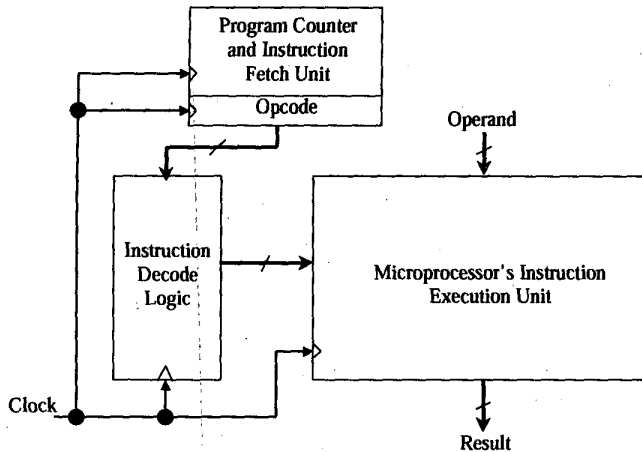 Program Counter
and Instruction
Fetch Unit
Opcode
Operand
Instruction
Decode
Logic
Microprocessor's Instruction
Execution Unit
Clock
Result